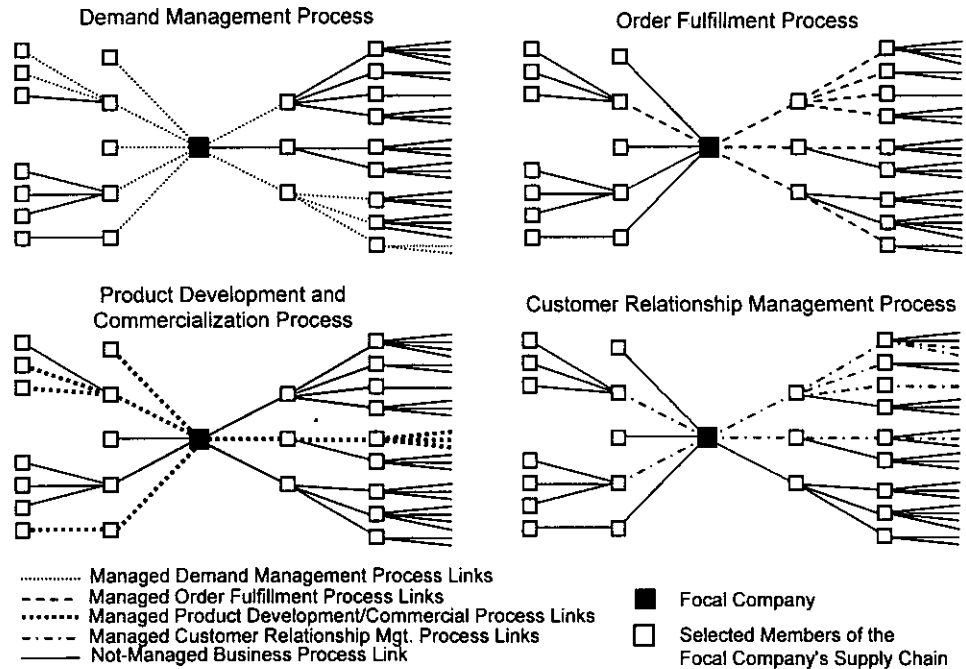 Demand Management Process
Order Fulfillment Process
Product Development and
Commercialization Process
Customer Relationship Management Process
Managed Demand Management Process Links
Managed Order Fulfillment Process Links
Managed Product Development/Commercial Process Links
Managed Customer Relationship Mgt. Process Links
Not-Managed Business Process Link
Focal Company
Selected Members of the
Focal Company's Supply Chain